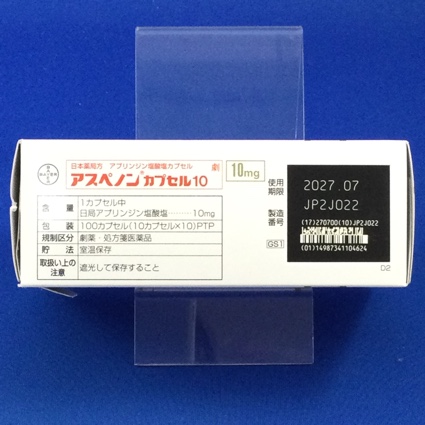 日本薬局方 アプリンジン塩酸塩カプセル 劇
アスペノン®カプセル10
10mg
含量 1カプセル中
日局アプリンジン塩酸塩 10mg
包装 100カプセル(10カプセル×10)PTP
規制区分 劇薬・処方箋医薬品
貯法 室温保存
取扱い上の注意 遮光して保存すること
使用期限 2027.07
製造番号 JP2J022
(17)270700(10)JP2J022
GS1
(01)14987341104624
02